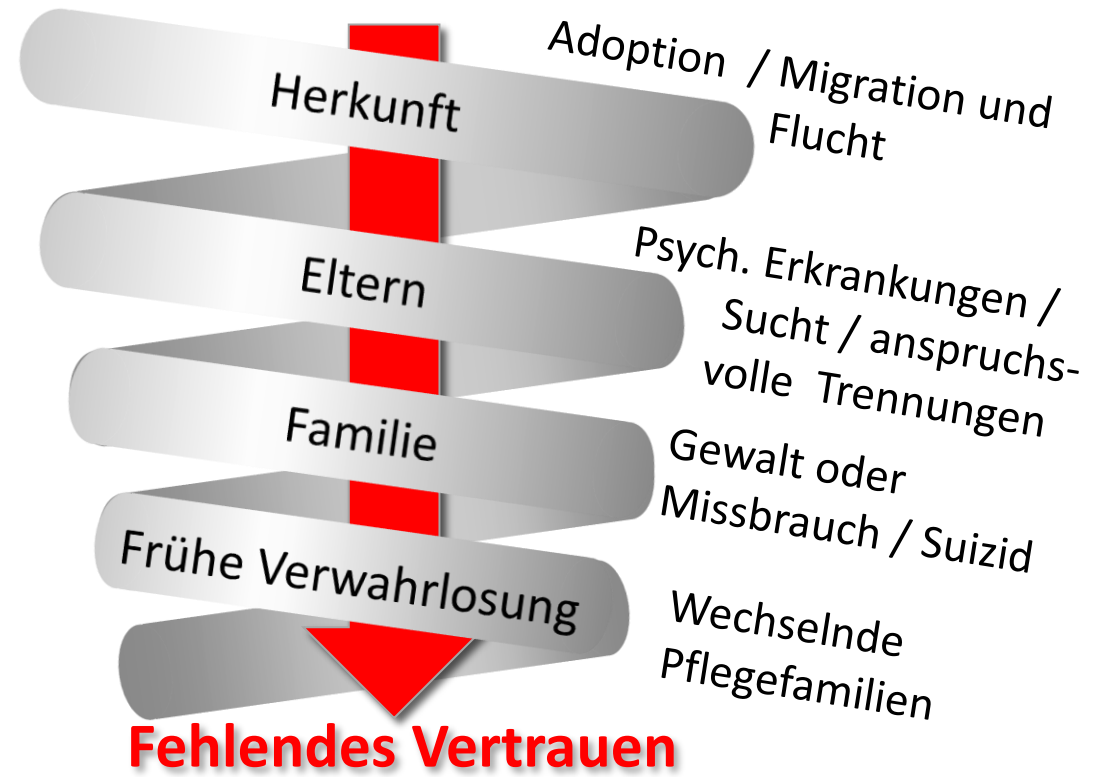 Herkunft
Adoption / Migration und
Flucht
Eltern
Psych. Erkrankungen /
Sucht / anspruchs-
volle Trennungen
Familie
Gewalt oder
Missbrauch / Suizid
Frühe Verwahrlosung
Wechselnde
Pflegefamilien
Fehlendes Vertrauen